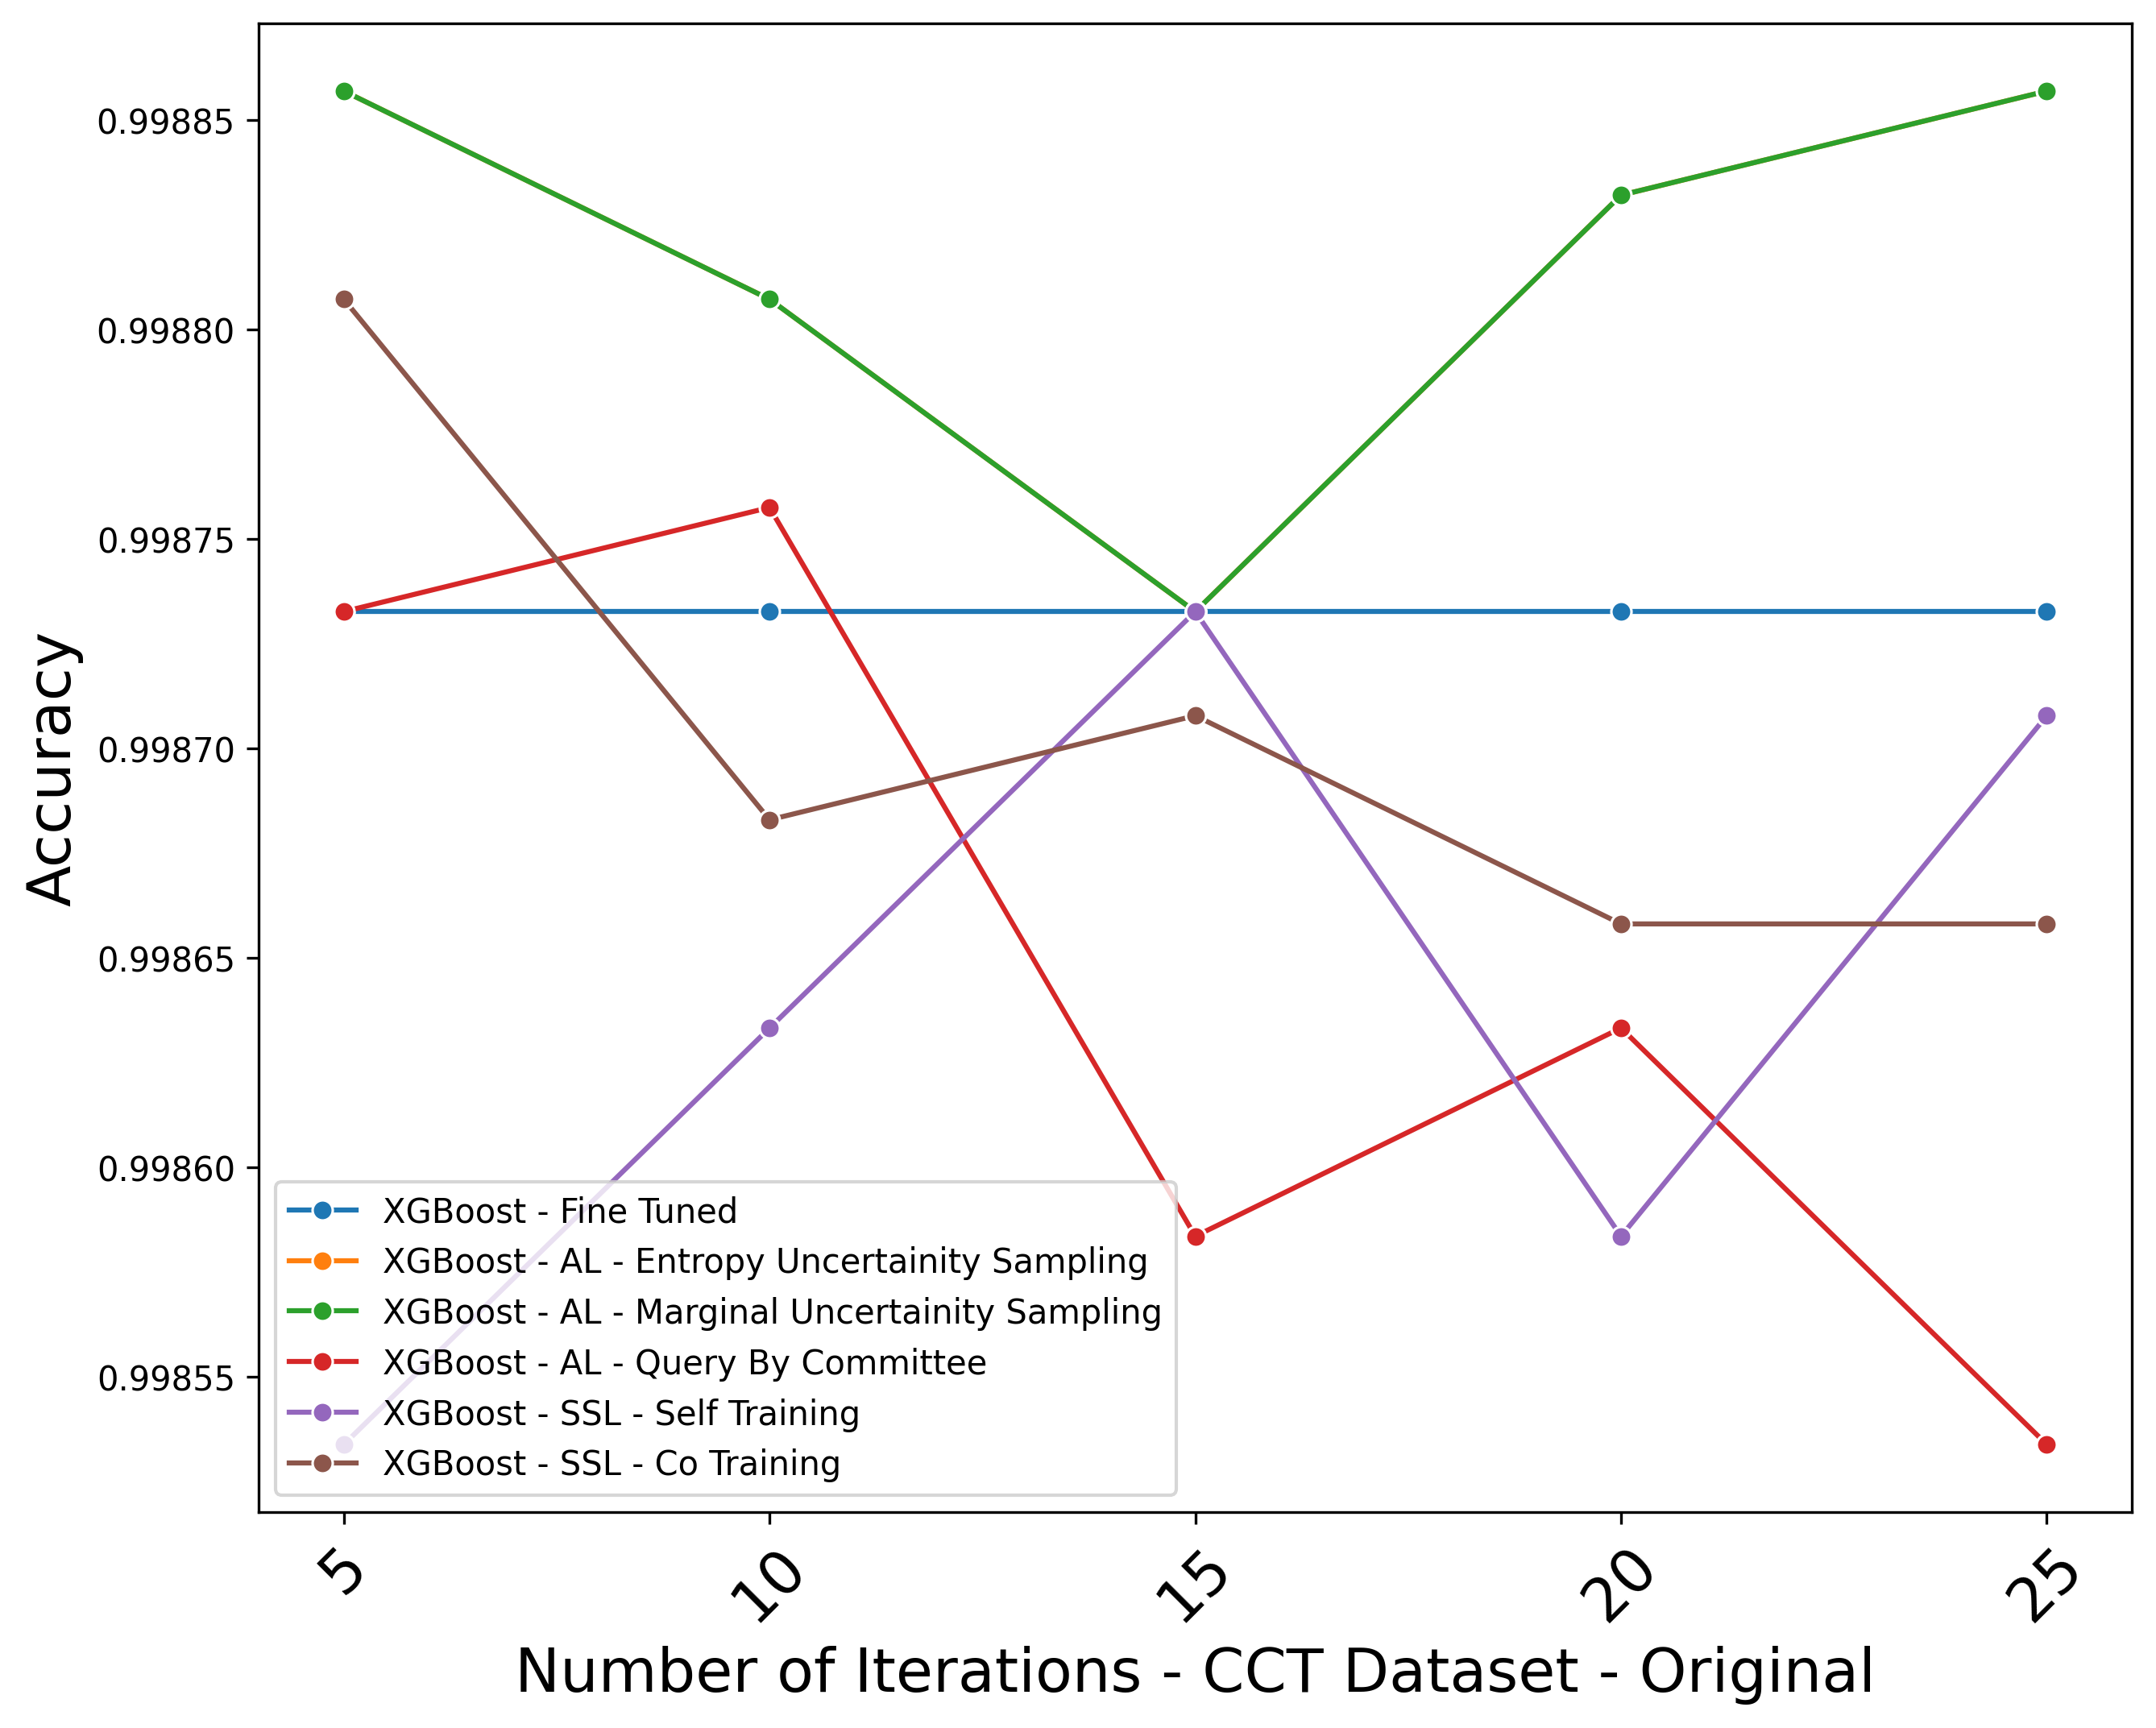 0.99885
0.99880
0.99875
0.99870
0.99865
0.99860
0.99855
Accuracy
XGBoost - Fine Tuned
XGBoost - AL - Entropy Uncertainity Sampling
XGBoost - AL - Marginal Uncertainity Sampling
XGBoost - AL - Query By Committee
XGBoost - SSL - Self Training
XGBoost - SSL - Co Training
5 10 15 20 25
Number of Iterations - CCT Dataset - Original